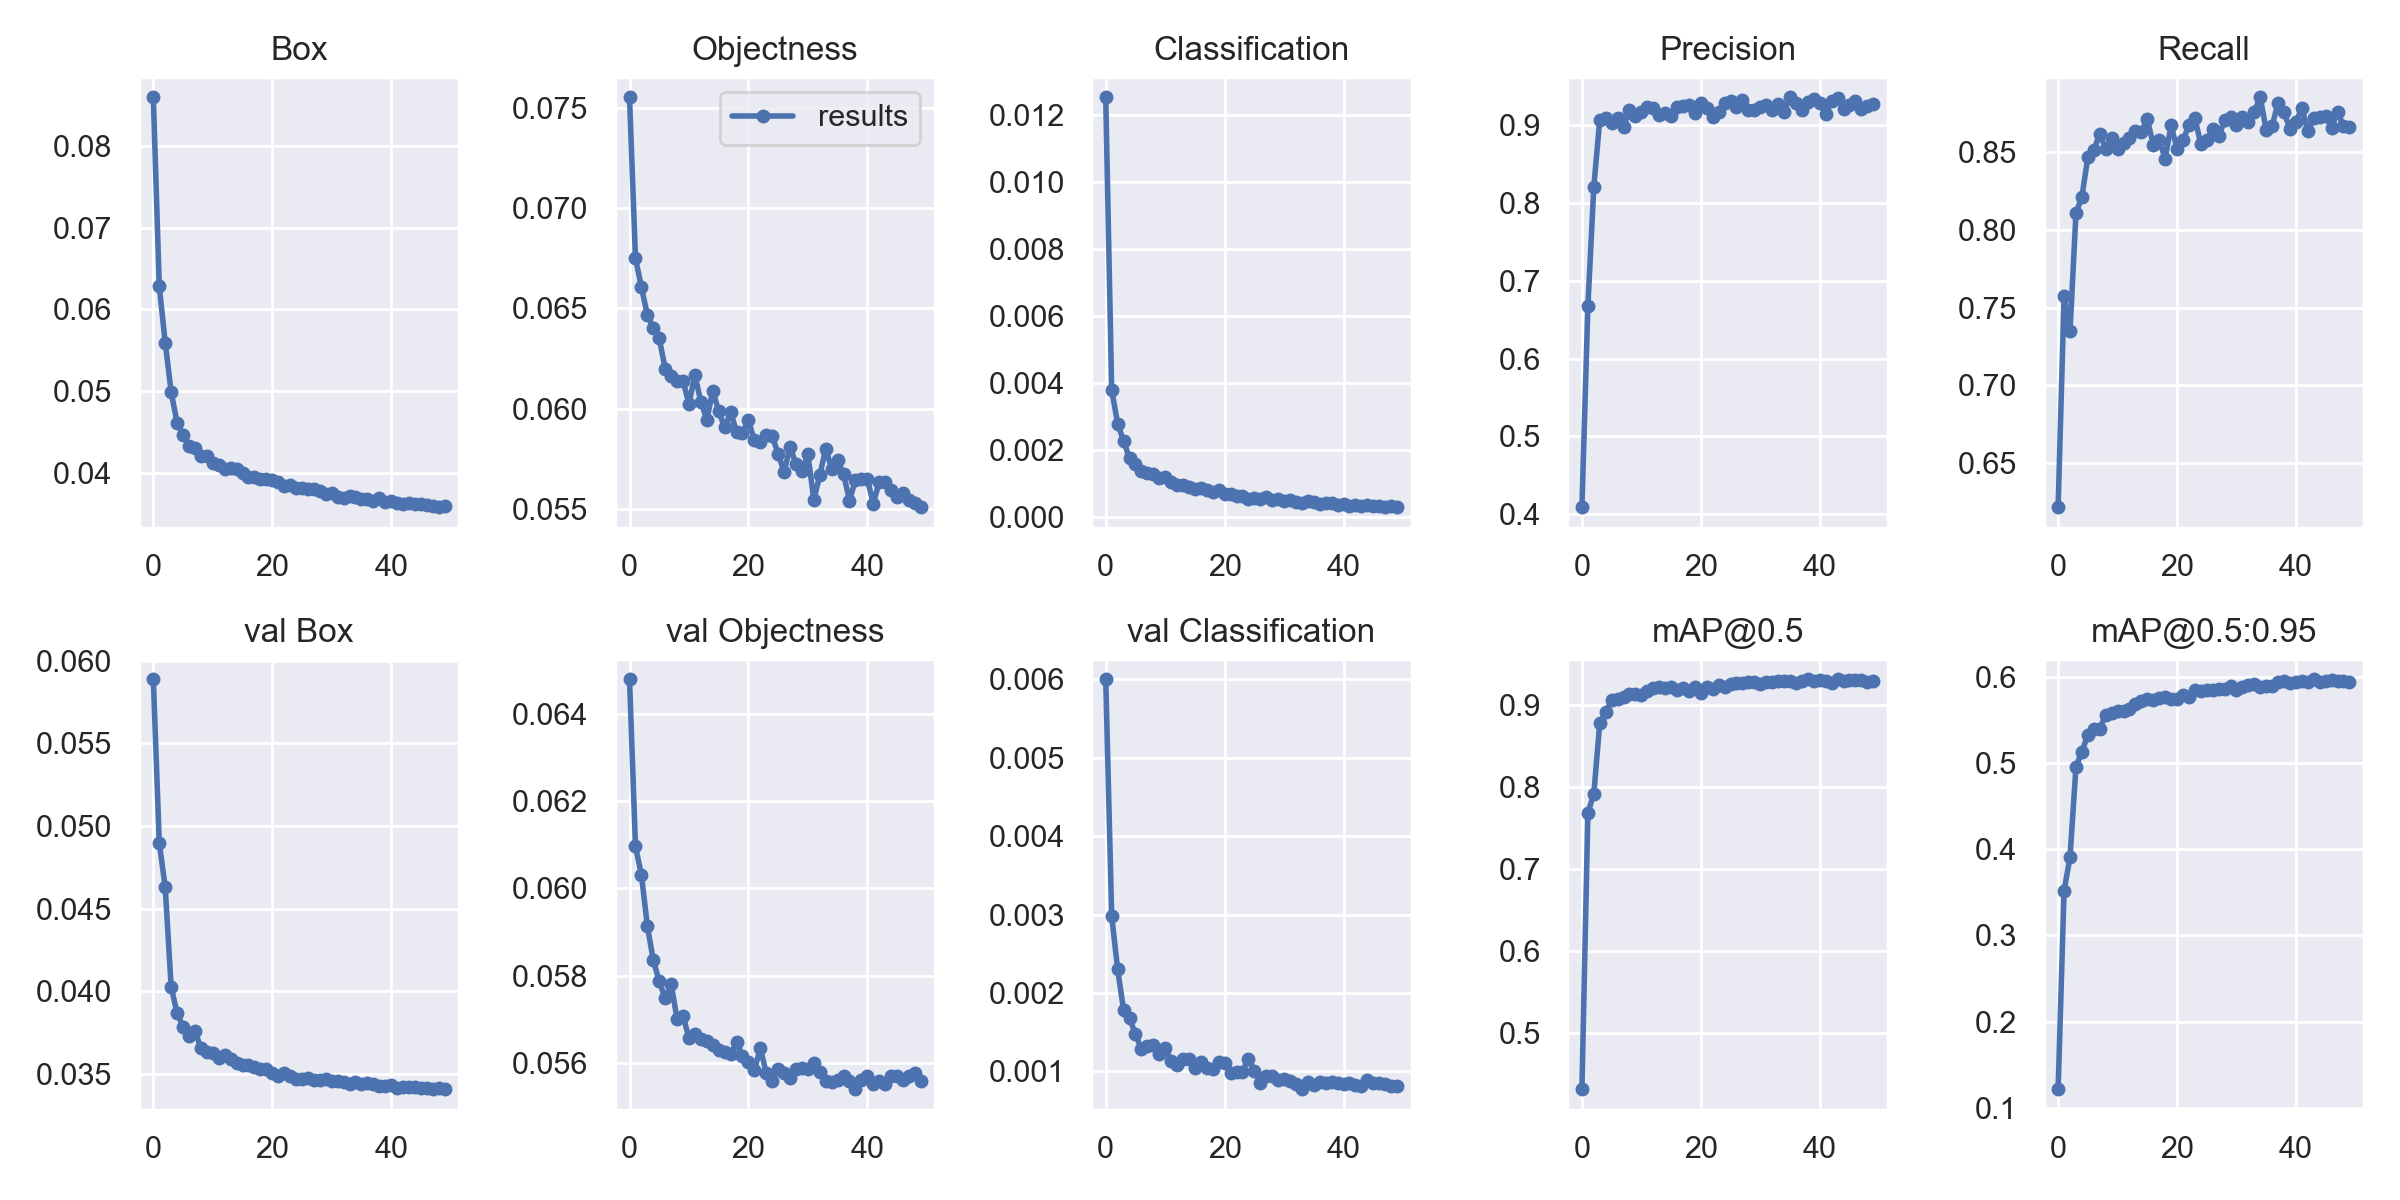 Box
0.08
0.07
0.06
0.05
0.04
0 20 40
Objectness
results
0.075
0.070
0.065
0.060
0.055
0 20 40
Classification
0.012
0.010
0.008
0.006
0.004
0.002
0.000
0 20 40
Precision
0.9
0.8
0.7
0.6
0.5
0.4
0 20 40
Recall
0.85
0.80
0.75
0.70
0.65
0 20 40
val Box
0.060
0.055
0.050
0.045
0.040
0.035
0 20 40
val Objectness
0.064
0.062
0.060
0.058
0.056
0 20 40
val Classification
0.006
0.005
0.004
0.003
0.002
0.001
0 20 40
mAP@0.5
0.9
0.8
0.7
0.6
0.5
0 20 40
mAP@0.5:0.95
0.6
0.5
0.4
0.3
0.2
0.1
0 20 40